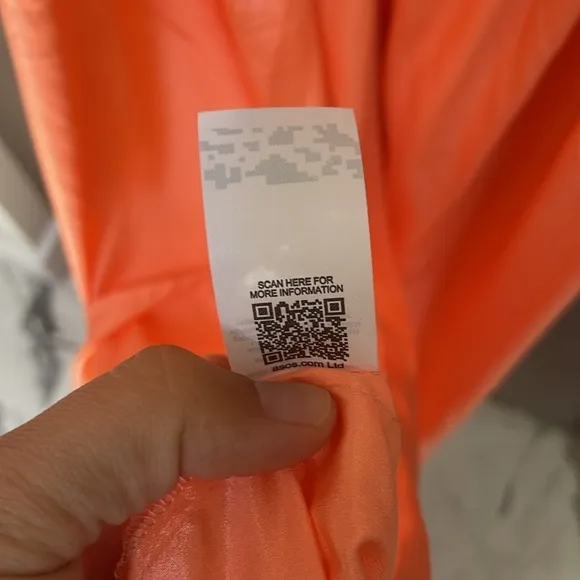 SCAN HERE FOR
MORE INFORMATION
asos.com Ltd